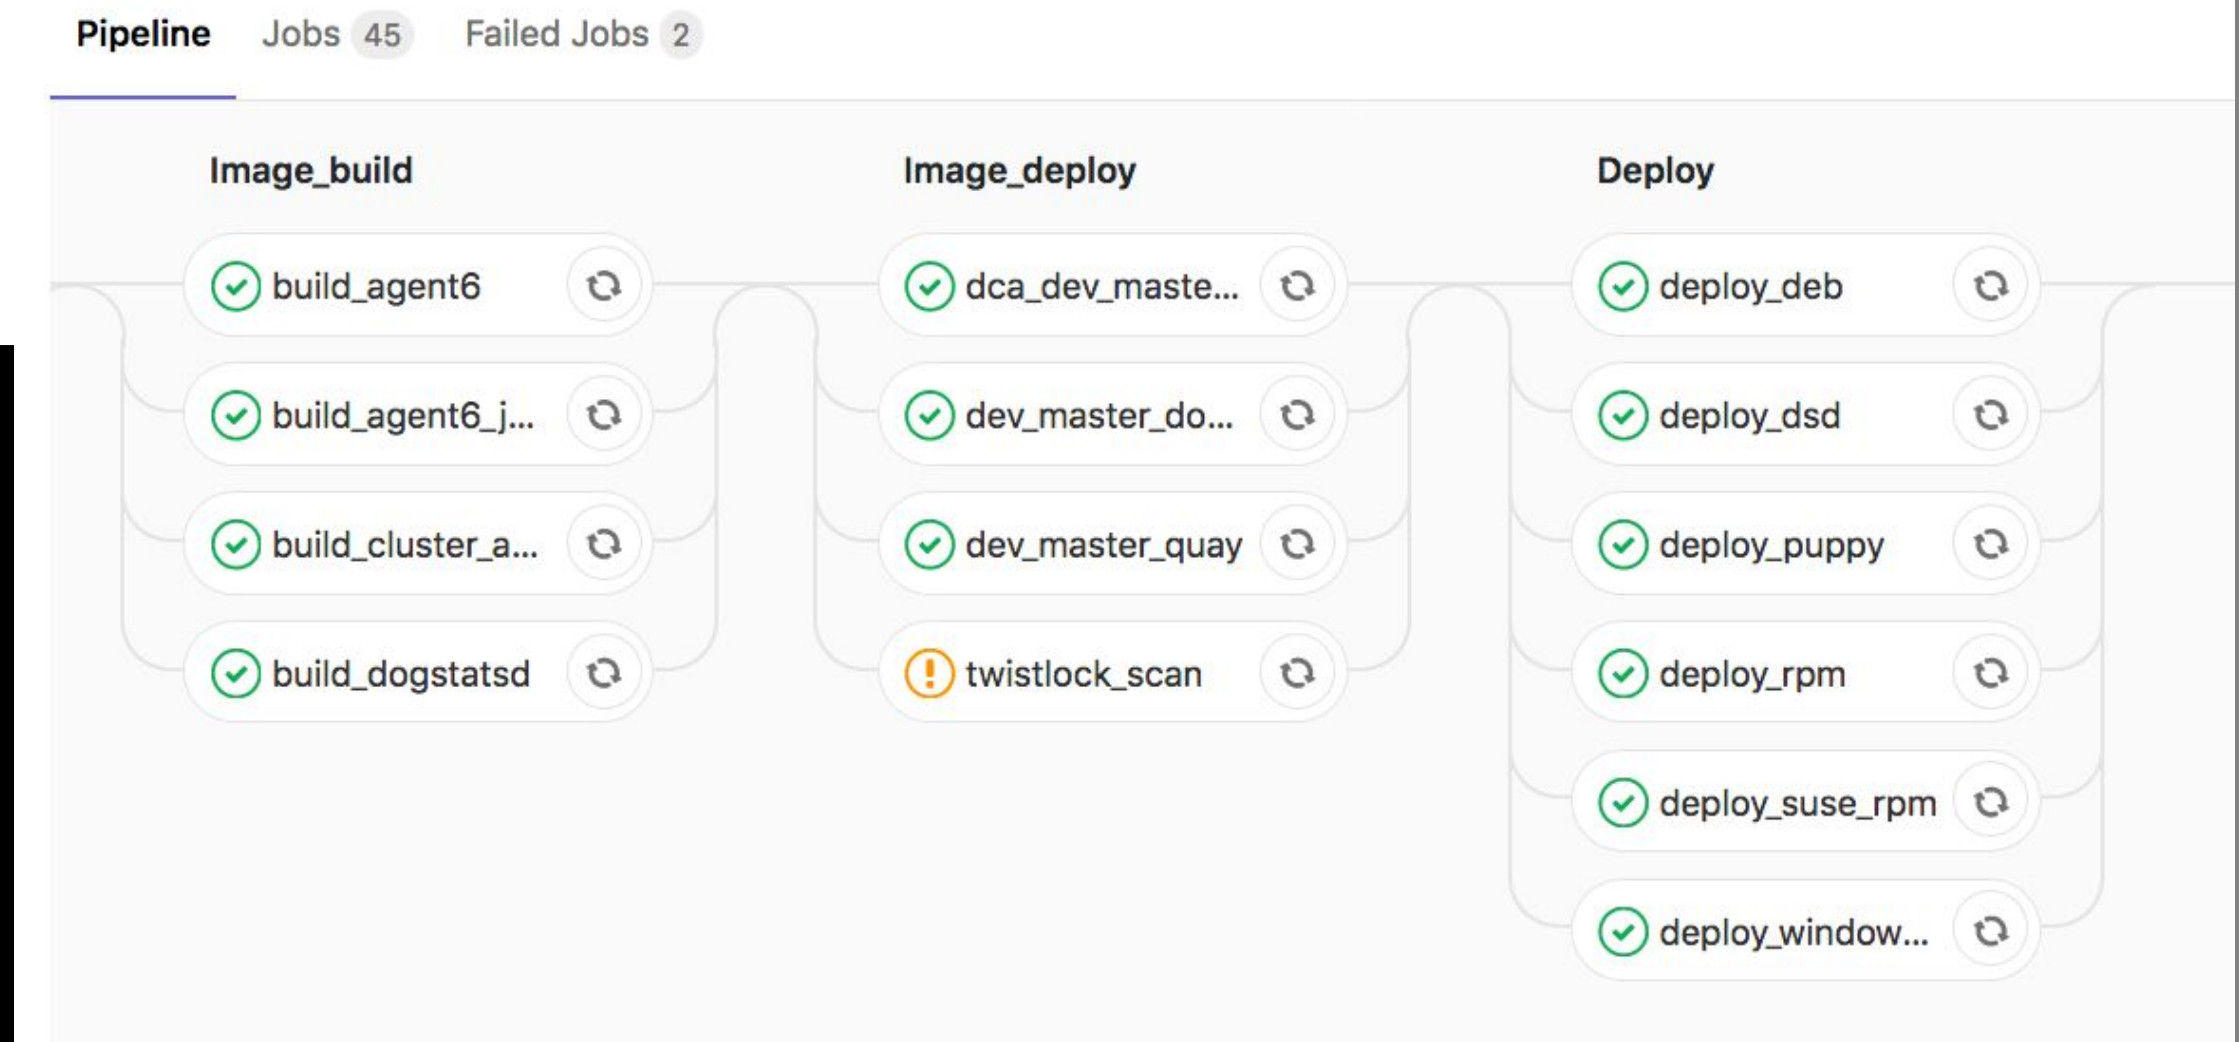 Pipeline Jobs 45 Failed Jobs 2
Image_build
build_agent6
build_agent6_j...
build_cluster_a...
build_dogstatsd
Image_deploy
dca_dev_maste...
dev_master_do...
dev_master_quay
twistlock_scan
Deploy
deploy_deb
deploy_dsd
deploy_puppy
deploy_rpm
deploy_suse_rpm
deploy_window...